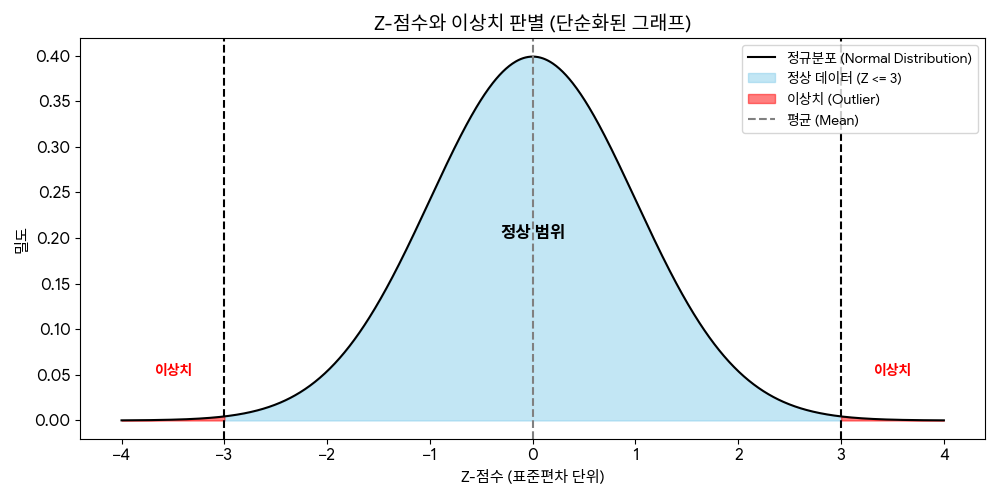 Z-점수와 이상치 판별 (단순화된 그래프)
정규분포 (Normal Distribution)
정상 데이터 (Z <= 3)
이상치 (Outlier)
평균 (Mean)
밀도
0.40
0.35
0.30
0.25
0.20
0.15
0.10
0.05
0.00
정상 범위
이상치
이상치
−4
−3
−2
−1
0
1
2
3
4
Z-점수 (표준편차 단위)